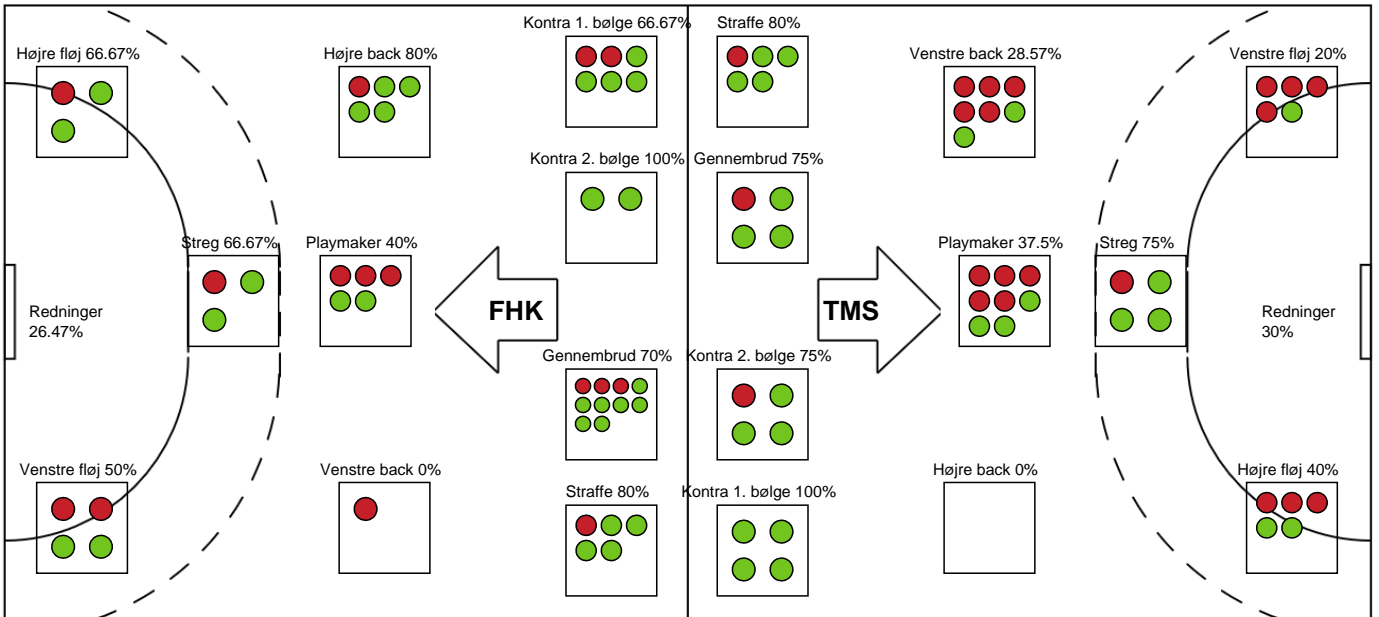 Kontra 1. bølge 66.67%
Straffe 80%
Højre fløj 66.67%
Højre back 80%
Venstre back 28.57%
Venstre fløj 20%
Kontra 2. bølge 100%
Gennembrud 75%
Streg 66.67%
Playmaker 40%
Playmaker 37.5%
Streg 75%
Redninger
26.47%
FHK
TMS
Redninger
30%
Gennembrud 70%
Kontra 2. bølge 75%
Venstre fløj 50%
Venstre back 0%
Højre back 0%
Højre fløj 40%
Straffe 80%
Kontra 1. bølge 100%